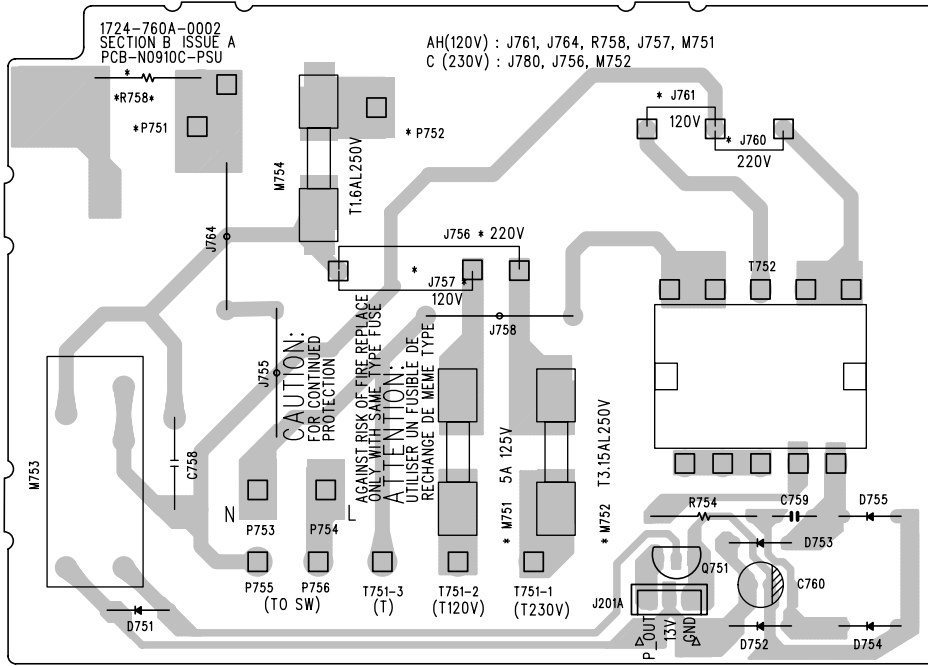 1724-760A-0002
SECTION B ISSUE A
PCB-N0910C-PSU
AH(120V) : J761, J764, R758, J757, M751
C (230V) : J780, J756, M752
*
*R758*
*P751
* P752
M754
T1.6AL250V
* J761
120V
* J760
220V
J764
J756 * 220V
*
J757 *
120V
T752
J758
J755
CAUTION:
FOR CONTINUED
PROTECTION
AGAINST RISK OF FIRE REPLACE
ONLY WITH SAME TYPE FUSE
ATTENTION:
UTILISER UN FUSIBLE DE
RECHANGE DE MEME TYPE
M753
C758
* M751 5A 125V
* M752 T3.15AL250V
N
L
P753
P754
R754
C759
D755
D753
Q751
C760
P755
P756
(TO SW)
T751-3
(T)
T751-2
(T120V)
T751-1
(T230V)
J201A
D751
P_OUT
13V
GND
D752
D754